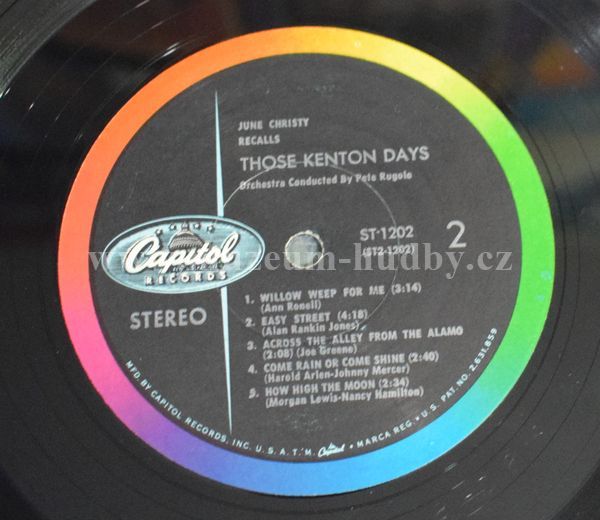 JUNE CHRISTY
RECALLS
THOSE KENTON DAYS
Orchestra Conducted By Pete Rugolo
ST-1202
(ST2-1202)
2
Capitol
RECORDS
STEREO
1. WILLOW WEEP FOR ME (3:14)
(Ann Ronell)
2. EASY STREET (4:18)
(Alan Rankin Jones)
3. ACROSS THE ALLEY FROM THE ALAMO
(2:08) (Joe Greene)
4. COME RAIN OR COME SHINE (2:40)
(Harold Arlen-Johnny Mercer)
5. HOW HIGH THE MOON (2:34)
(Morgan Lewis-Nancy Hamilton)
MFD. BY CAPITOL RECORDS, INC. U.S.A. T.M. Capitol MARCA REG. • U.S. PAT. NO. 2,631,859